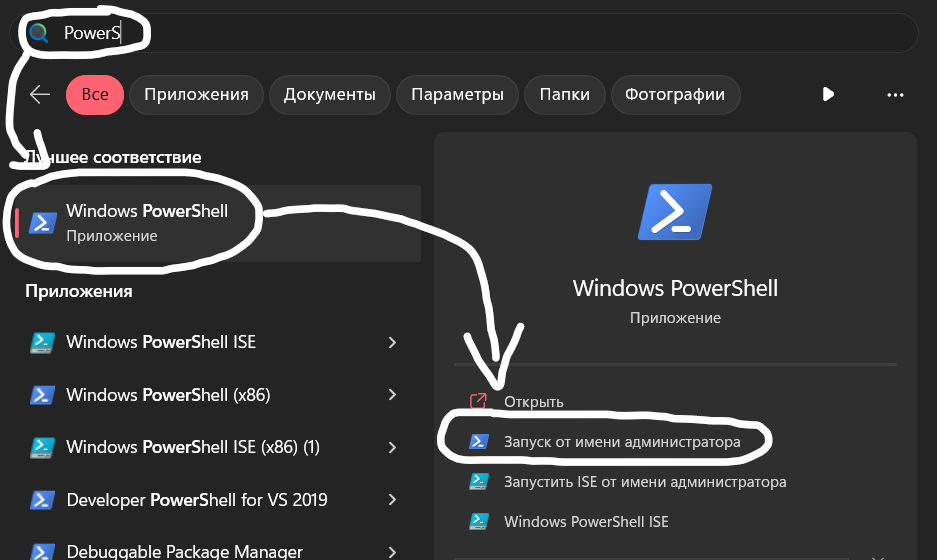 PowerS
Все Приложения Документы Параметры Папки Фотографии
Лучшее соответствие
Windows PowerShell
Приложение
Приложения
Windows PowerShell ISE
Windows PowerShell (x86)
Windows PowerShell ISE (x86) (1)
Developer PowerShell for VS 2019
Debuggable Package Manager
Windows PowerShell
Приложение
Открыть
Запуск от имени администратора
Запустить ISE от имени администратора
Windows PowerShell ISE